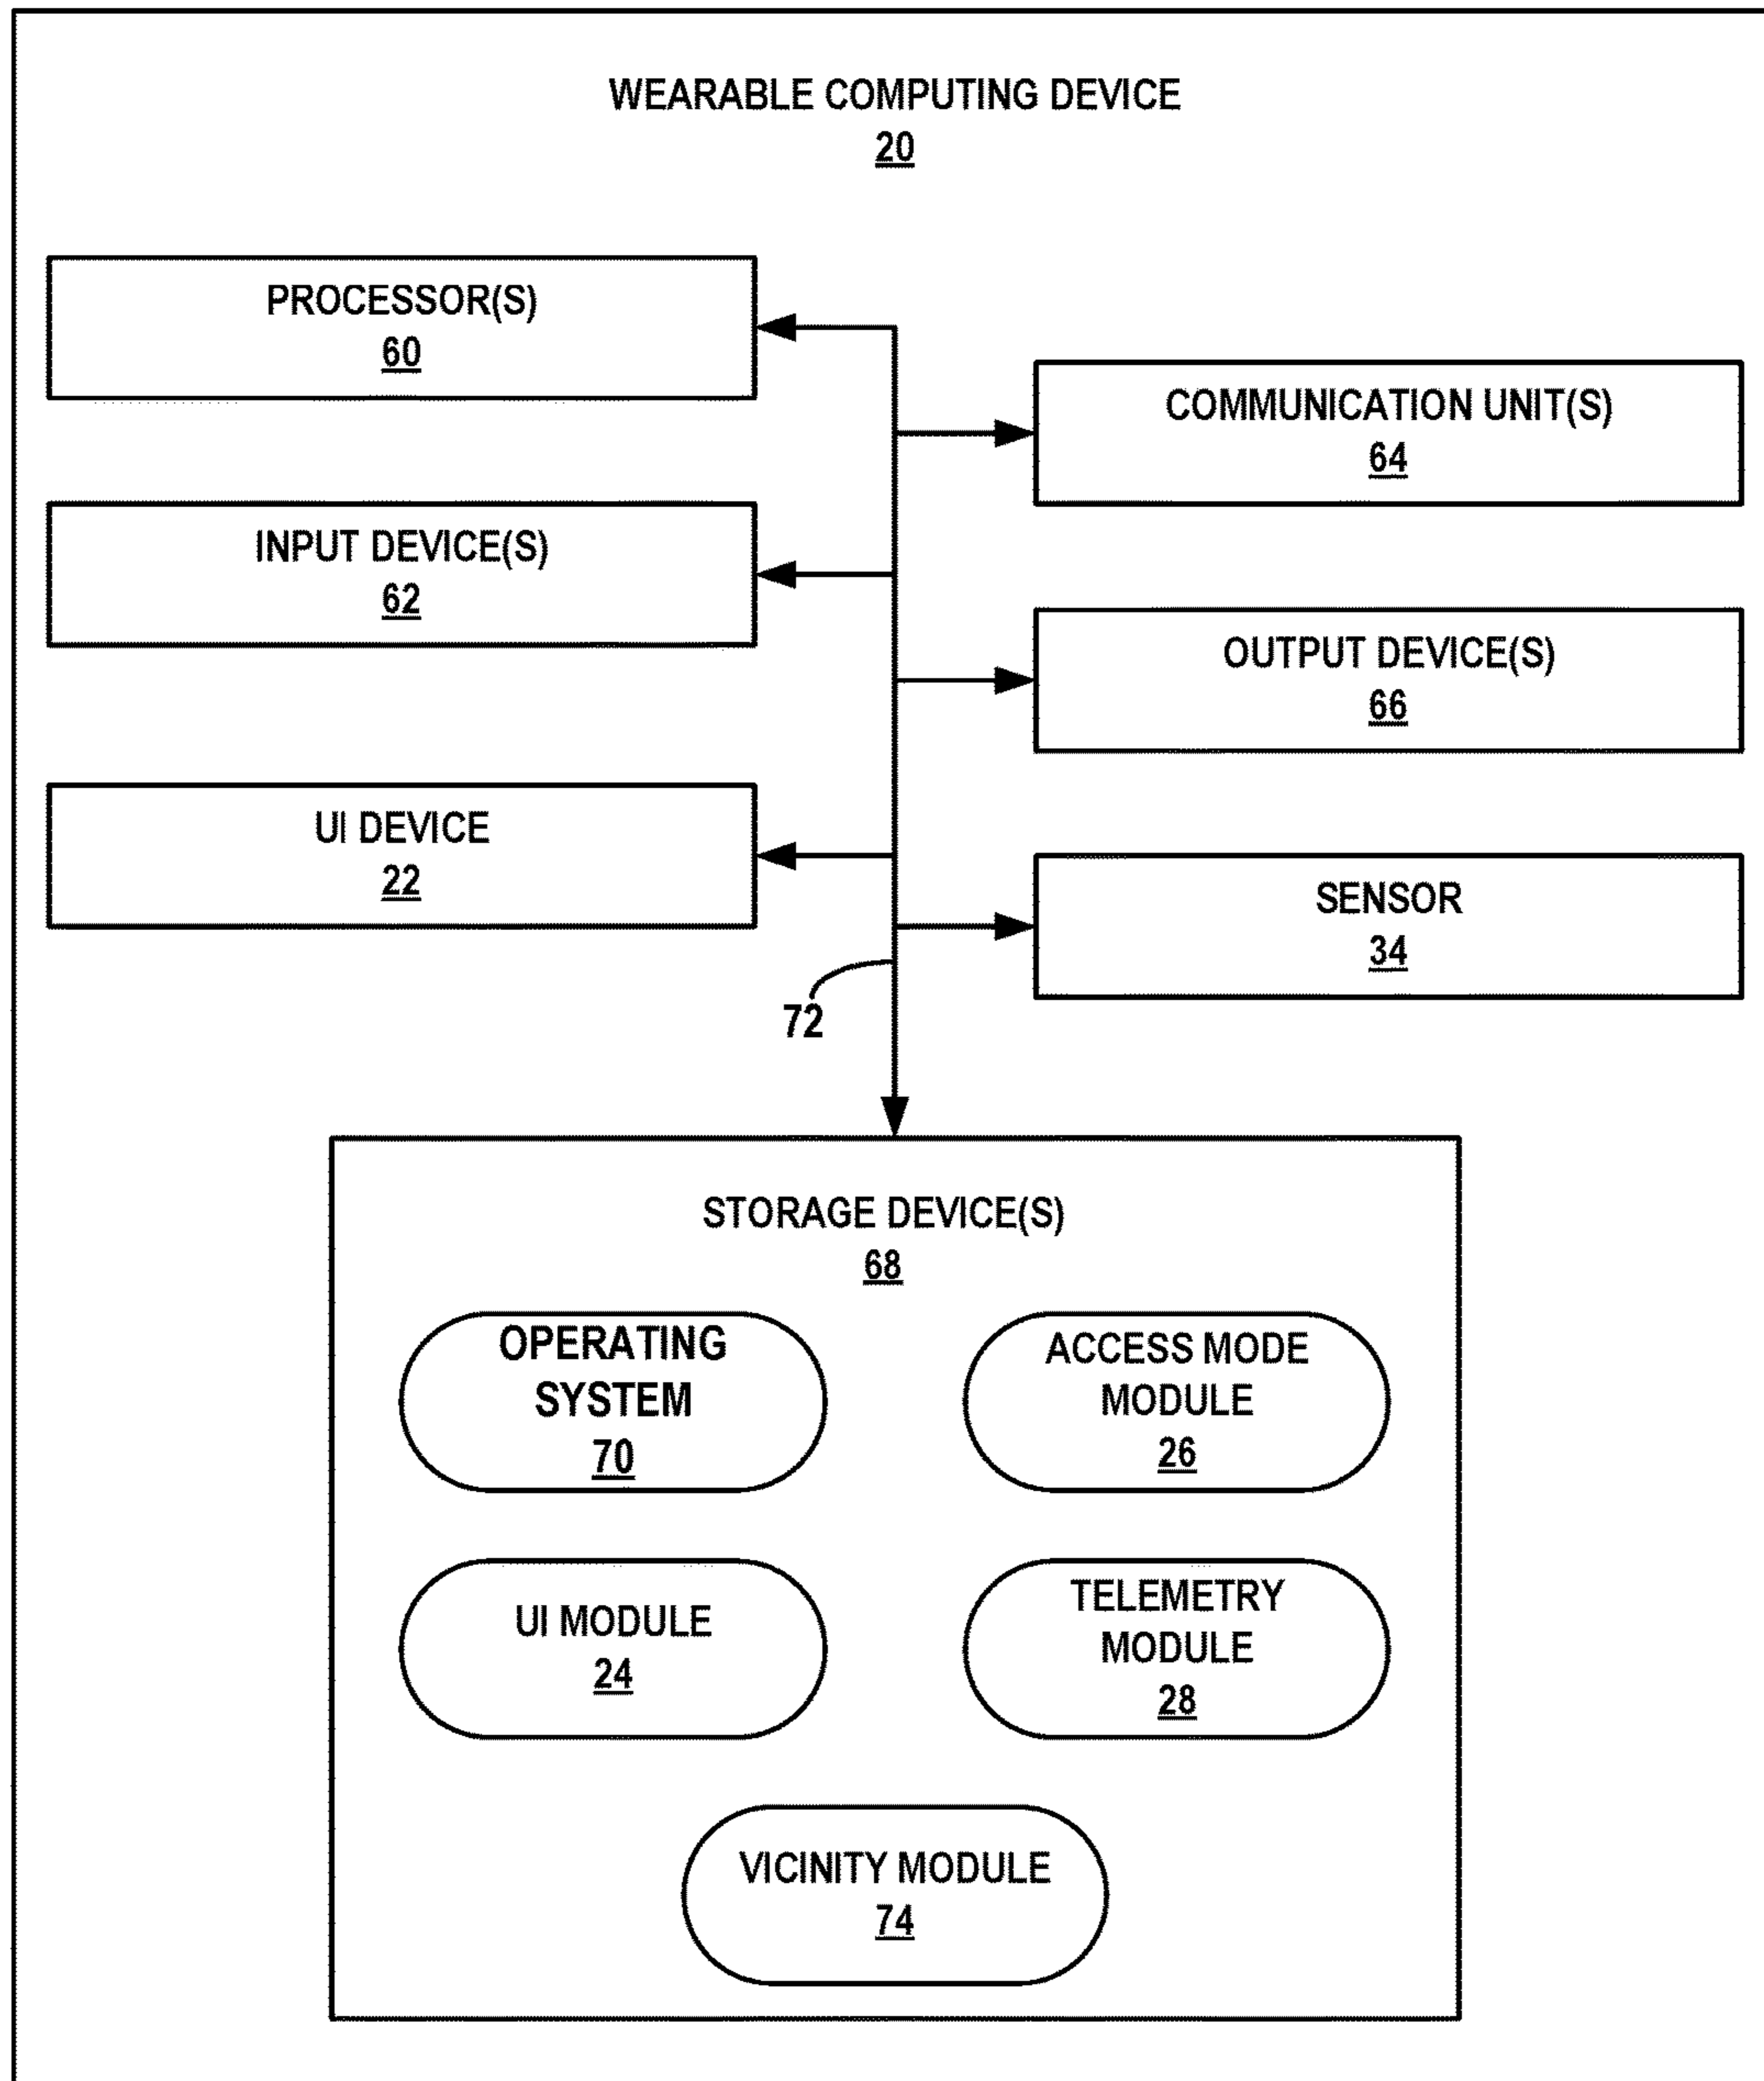 WEARABLE COMPUTING DEVICE
20
PROCESSOR(S)
60
COMMUNICATION UNIT(S)
64
INPUT DEVICE(S)
62
OUTPUT DEVICE(S)
66
UI DEVICE
22
SENSOR
34
72
STORAGE DEVICE(S)
68
OPERATING
SYSTEM
70
ACCESS MODE
MODULE
26
UI MODULE
24
TELEMETRY
MODULE
28
VICINITY MODULE
74